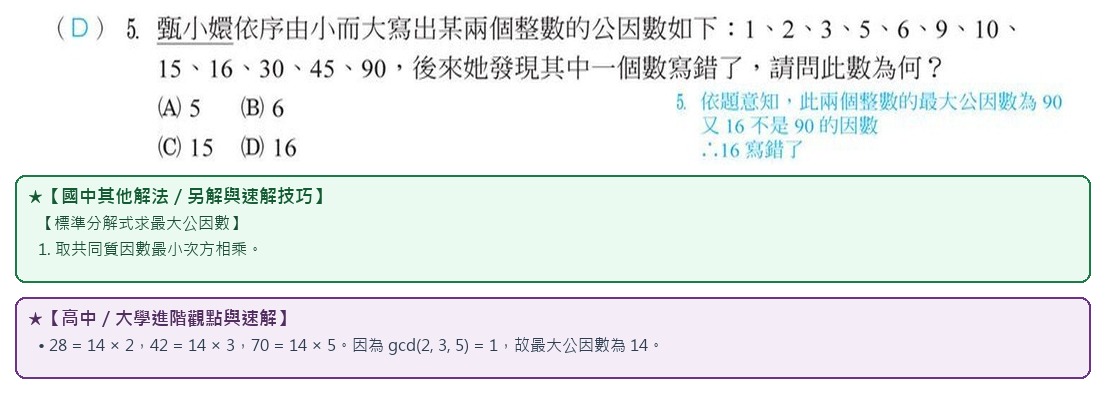 （D） 5. 甄小嬛依序由小而大寫出某兩個整數的公因數如下：1、2、3、5、6、9、10、
15、16、30、45、90，後來她發現其中一個數寫錯了，請問此數為何？
(A) 5 (B) 6
(C) 15 (D) 16
5. 依題意知，此兩個整數的最大公因數為 90
又 16 不是 90 的因數
∴16 寫錯了
★【國中其他解法 / 另解與速解技巧】
【標準分解式求最大公因數】
1. 取共同質因數最小次方相乘。
★【高中 / 大學進階觀點與速解】
• 28 = 14 × 2，42 = 14 × 3，70 = 14 × 5。因為 gcd(2, 3, 5) = 1，故最大公因數為 14。